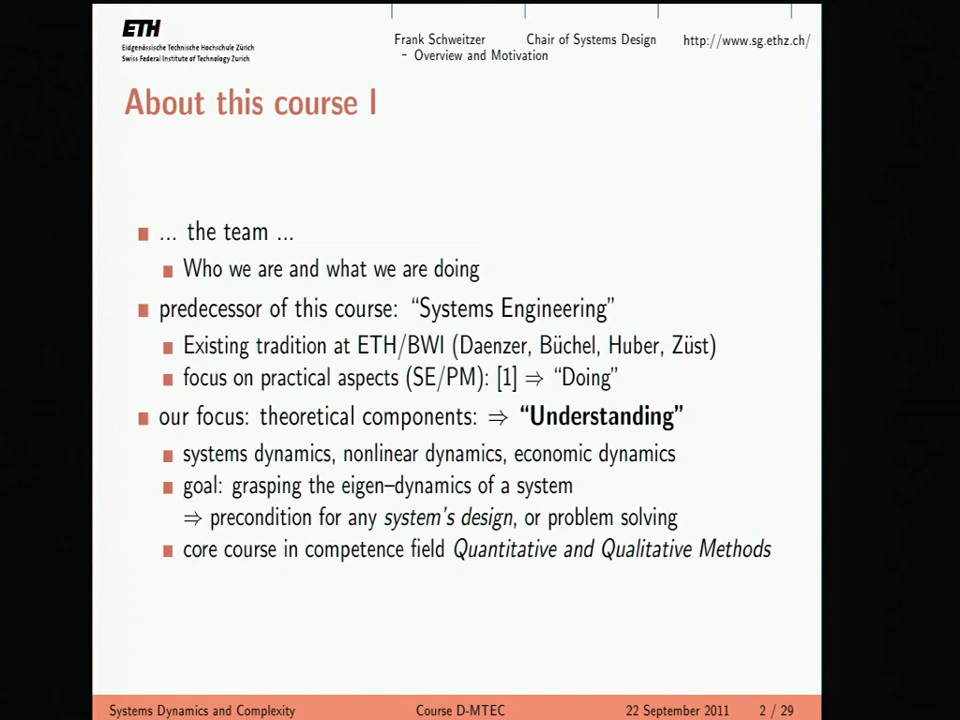 ETH
Eidgenössische Technische Hochschule Zürich
Swiss Federal Institute of Technology Zurich
Frank Schweitzer Chair of Systems Design http://www.sg.ethz.ch/
– Overview and Motivation
About this course I
... the team ...
Who we are and what we are doing
predecessor of this course: “Systems Engineering”
Existing tradition at ETH/BWI (Daenzer, Büchel, Huber, Züst)
focus on practical aspects (SE/PM): [1] ⇒ “Doing”
our focus: theoretical components: ⇒ “Understanding”
systems dynamics, nonlinear dynamics, economic dynamics
goal: grasping the eigen–dynamics of a system
⇒ precondition for any system's design, or problem solving
core course in competence field Quantitative and Qualitative Methods
Systems Dynamics and Complexity Course D-MTEC 22 September 2011 2 / 29